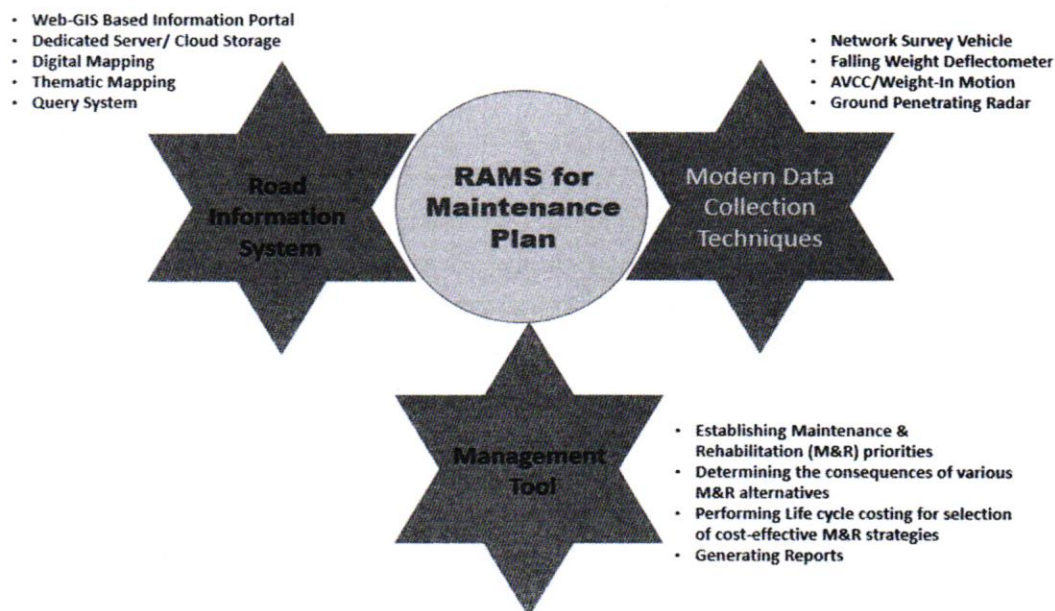 • Web-GIS Based Information Portal
• Dedicated Server/ Cloud Storage
• Digital Mapping
• Thematic Mapping
• Query System
• Network Survey Vehicle
• Falling Weight Deflectometer
• AVCC/Weight-In Motion
• Ground Penetrating Radar
Road
Information
System
RAMS for
Maintenance
Plan
Modern Data
Collection
Techniques
Management
Tool
• Establishing Maintenance &
Rehabilitation (M&R) priorities
• Determining the consequences of various
M&R alternatives
• Performing Life cycle costing for selection
of cost-effective M&R strategies
• Generating Reports